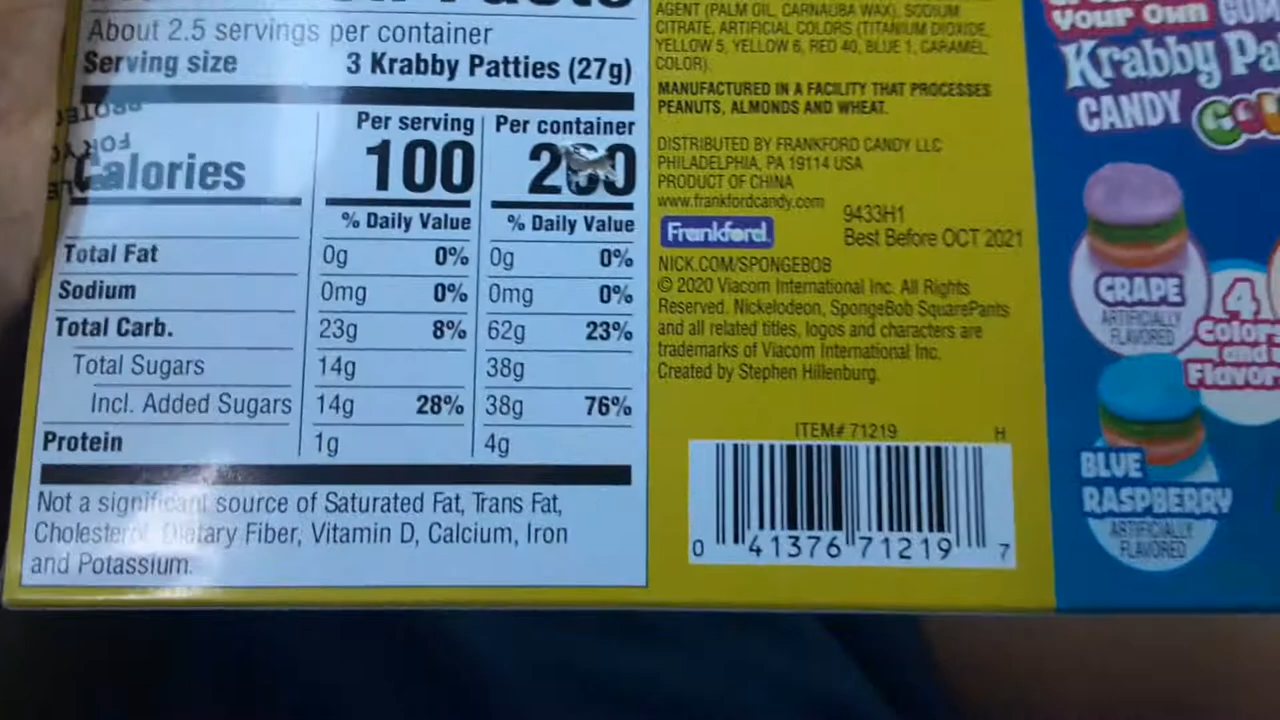 About 2.5 servings per container
Serving size 3 Krabby Patties (27g)
Per serving Per container
Calories 100
% Daily Value % Daily Value
Total Fat 0g 0% 0g 0%
Sodium 0mg 0% 0mg 0%
Total Carb. 23g 8% 62g 23%
Total Sugars 14g 38g
Incl. Added Sugars 14g 28% 38g 76%
Protein 1g 4g
Not a significant source of Saturated Fat, Trans Fat,
Cholesterol, Dietary Fiber, Vitamin D, Calcium, Iron
and Potassium.
AGENT (PALM OIL, CARNAUBA WAX), SODIUM
CITRATE, ARTIFICIAL COLORS (TITANIUM DIOXIDE,
YELLOW 5, YELLOW 6, RED 40, BLUE 1, CARAMEL
COLOR).
MANUFACTURED IN A FACILITY THAT PROCESSES
PEANUTS, ALMONDS AND WHEAT.
DISTRIBUTED BY FRANKFORD CANDY LLC
PHILADELPHIA, PA 19114 USA
PRODUCT OF CHINA
www.frankfordcandy.com
Frankford.
9433H1
Best Before OCT 2021
NICK.COM/SPONGEBOB
© 2020 Viacom International Inc. All Rights
Reserved. Nickelodeon, SpongeBob SquarePants
and all related titles, logos and characters are
trademarks of Viacom International Inc.
Created by Stephen Hillenburg.
ITEM# 71219 H
0 41376 71219 7
Your Own
Krabby
CANDY
GRAPE
ARTIFICIALLY
FLAVORED
4
Colors
and
Flavors
BLUE
RASPBERRY
ARTIFICIALLY
FLAVORED